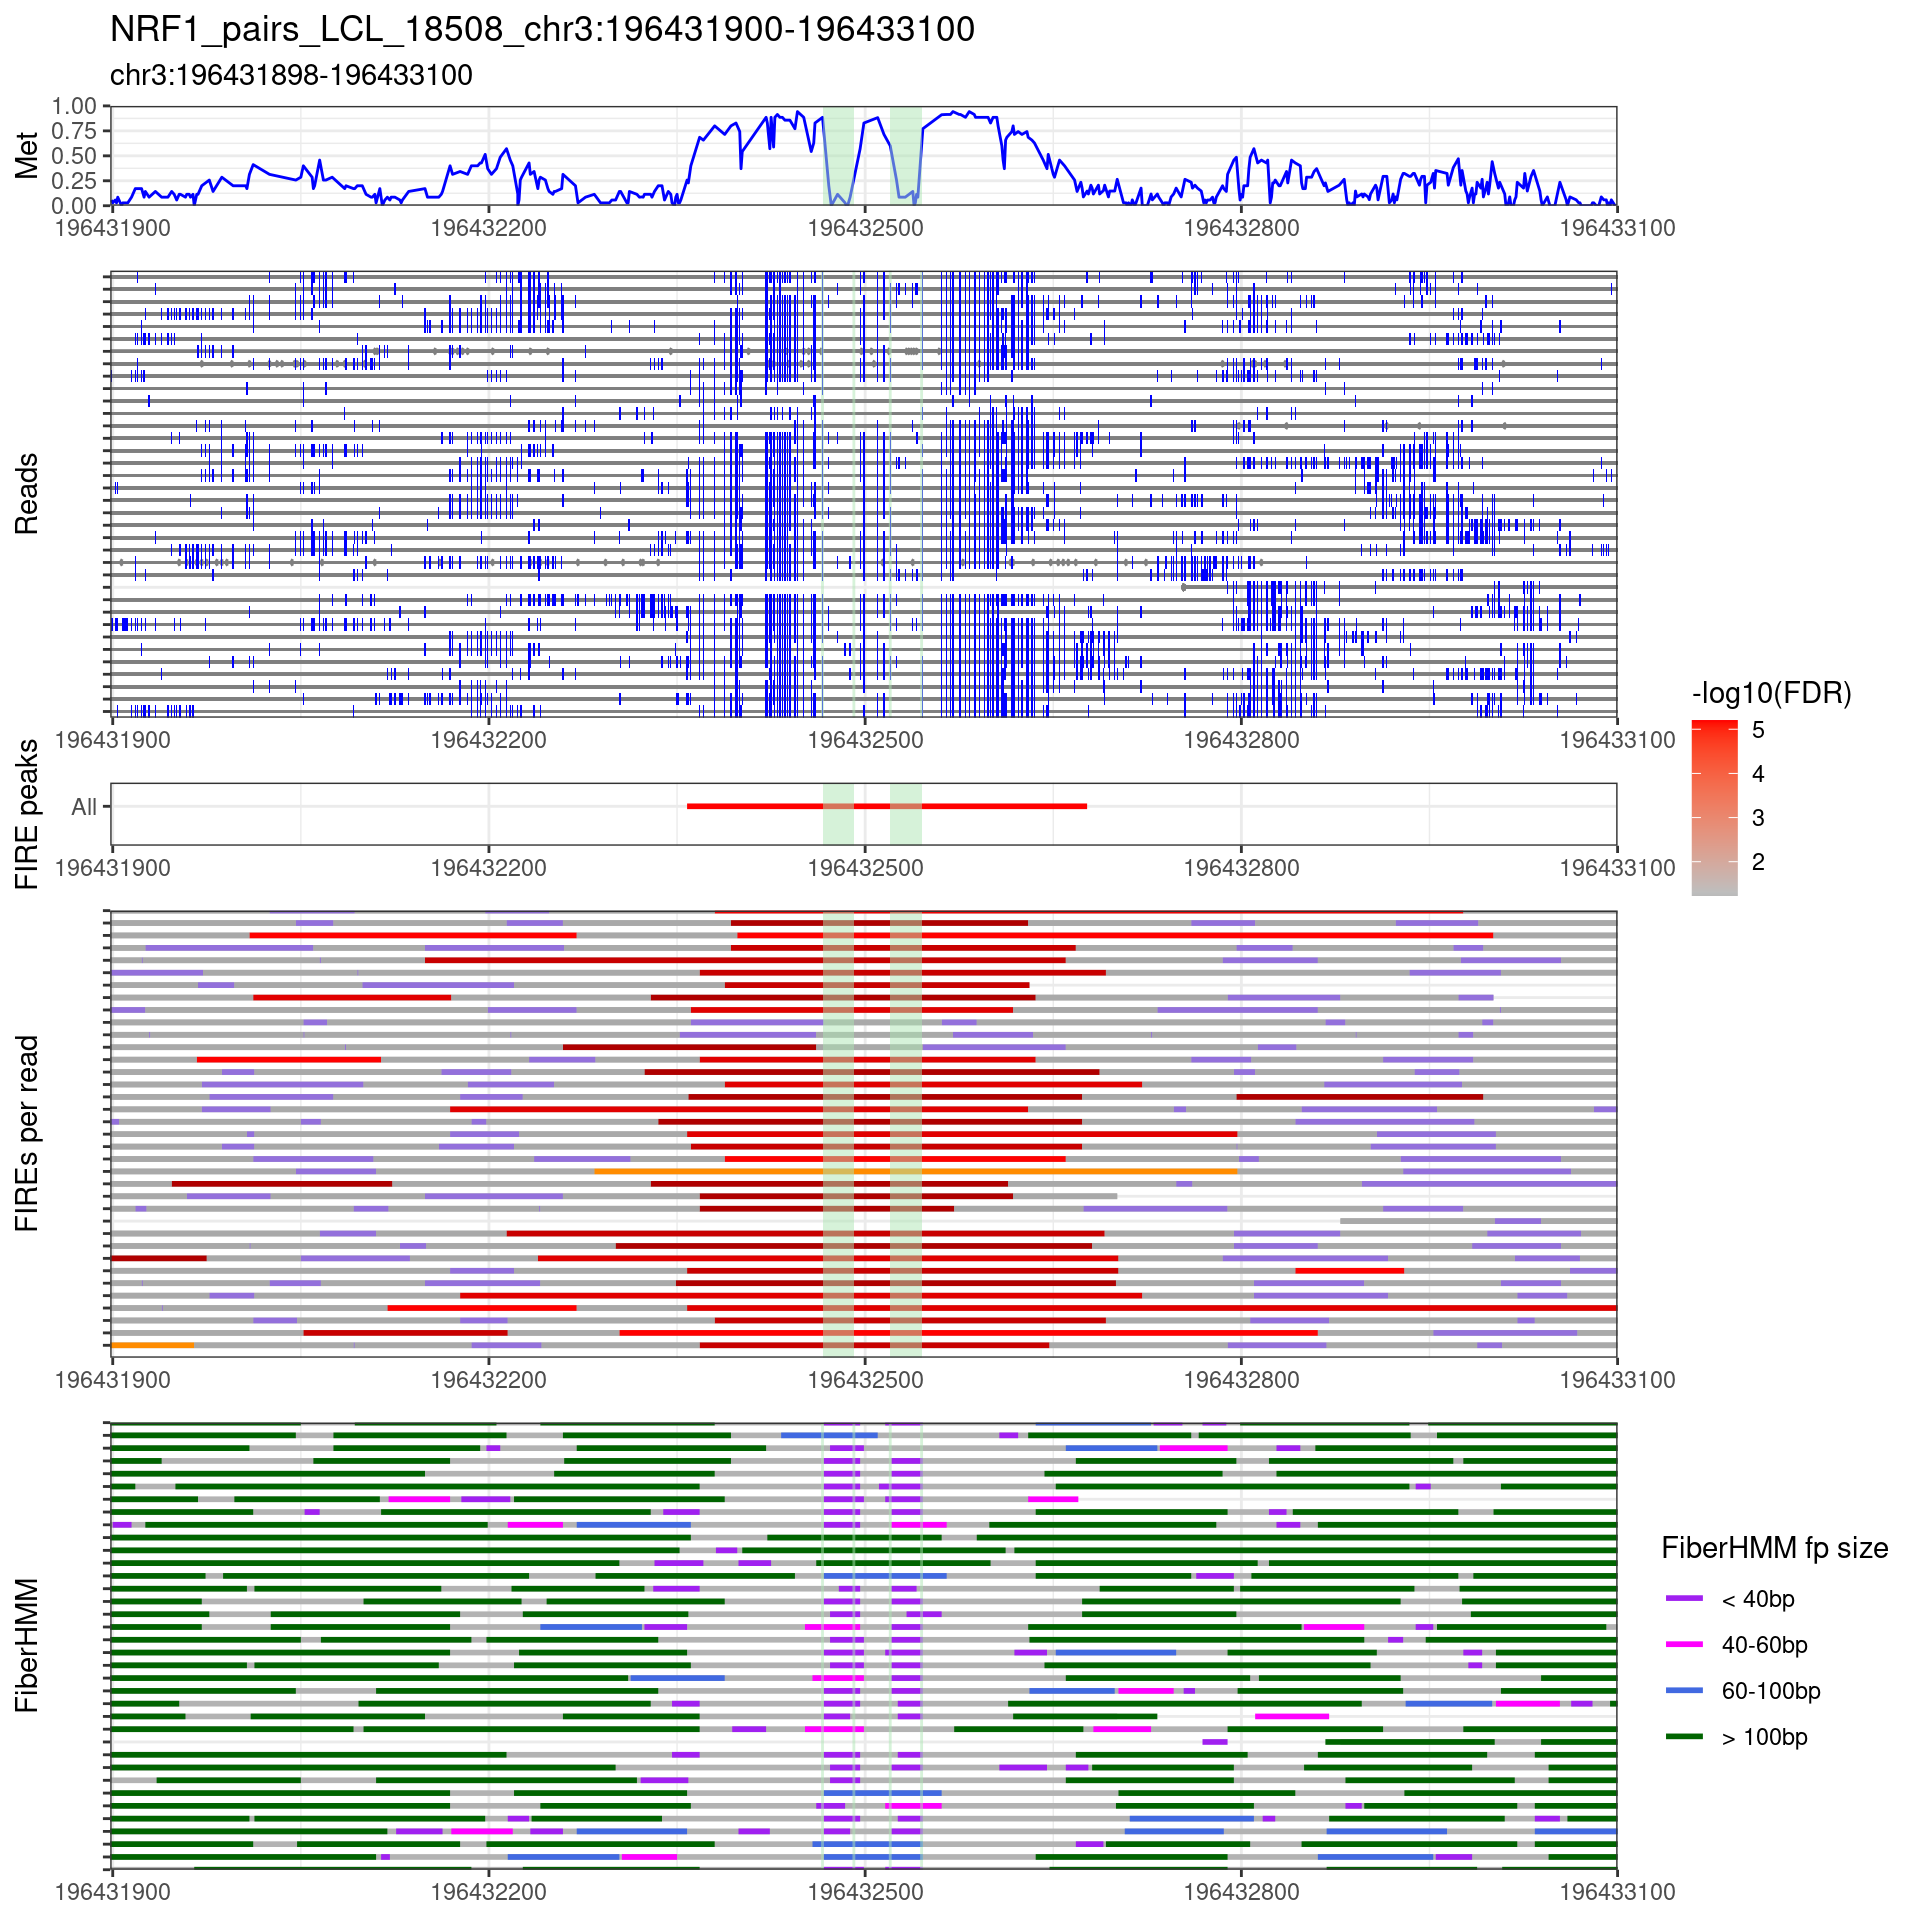 NRF1_pairs_LCL_18508_chr3:196431900-196433100
chr3:196431898-196433100
Met
1.00
0.75
0.50
0.25
0.00
196431900 196432200 196432500 196432800 196433100
Reads
196431900 196432200 196432500 196432800 196433100
FIRE peaks
All
196431900 196432200 196432500 196432800 196433100
-log10(FDR)
5
4
3
2
FIREs per read
196431900 196432200 196432500 196432800 196433100
FiberHMM
196431900 196432200 196432500 196432800 196433100
FiberHMM fp size
< 40bp
40-60bp
60-100bp
> 100bp